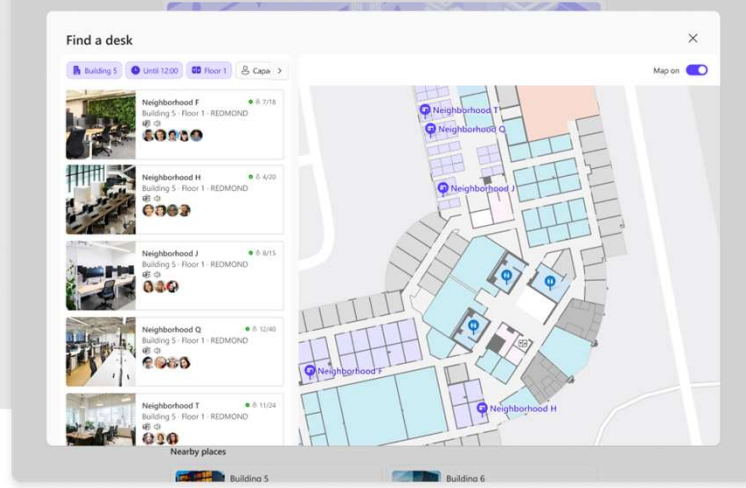 Find a desk
Building 5
Until 12:00
Floor 1
Capa
Map on
Neighborhood F
7/18
Building 5 · Floor 1 · REDMOND
Neighborhood H
4/20
Building 5 · Floor 1 · REDMOND
Neighborhood J
8/15
Building 5 · Floor 1 · REDMOND
Neighborhood Q
12/40
Building 5 · Floor 1 · REDMOND
Neighborhood T
11/24
Building 5 · Floor 1 · REDMOND
Neighborhood T
Neighborhood Q
Neighborhood J
Neighborhood F
Neighborhood H
Nearby places
Building 5
Building 6